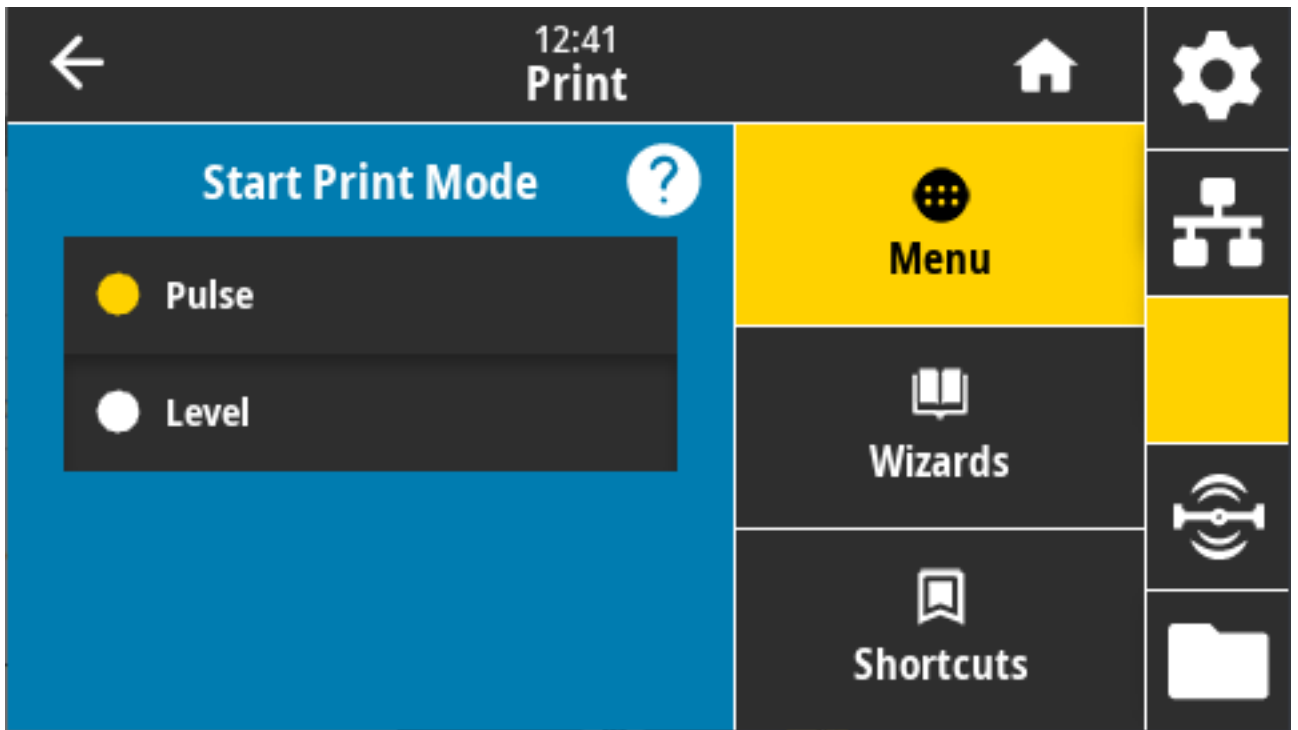 12:41
Print
Start Print Mode
?
Pulse
Level
Menu
Wizards
Shortcuts